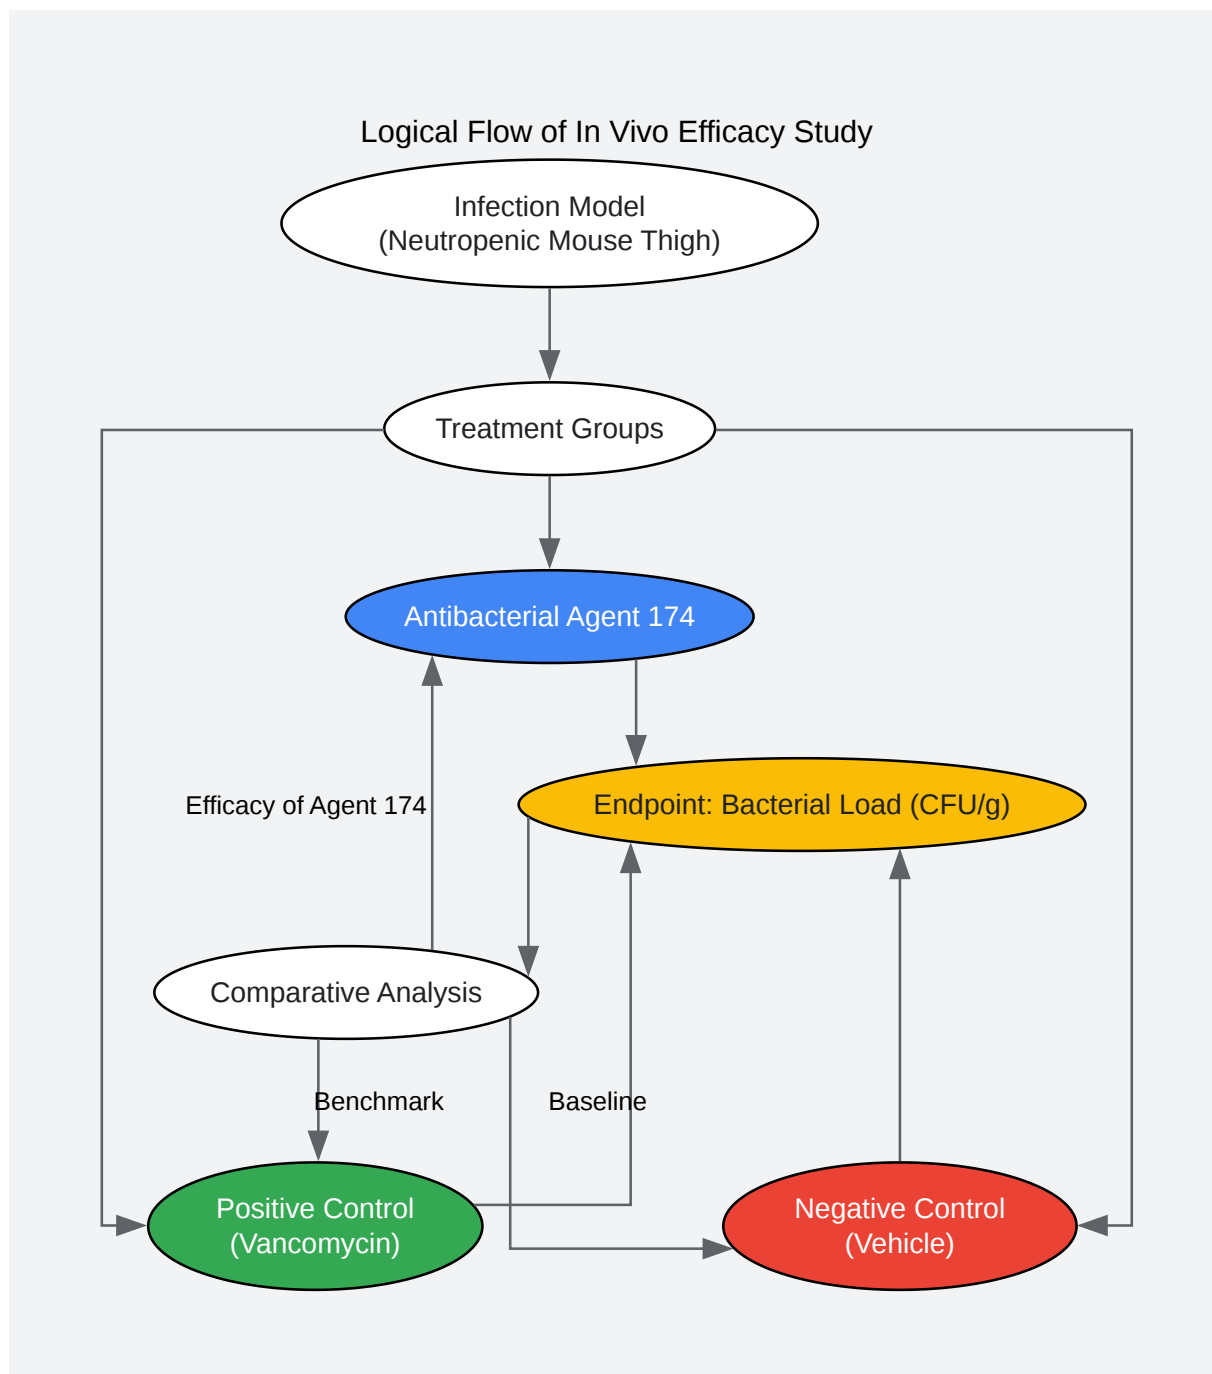 Logical Flow of In Vivo Efficacy Study
Infection Model
(Neutropenic Mouse Thigh)
Treatment Groups
Antibacterial Agent 174
Efficacy of Agent 174
Endpoint: Bacterial Load (CFU/g)
Comparative Analysis
Benchmark
Baseline
Positive Control
(Vancomycin)
Negative Control
(Vehicle)